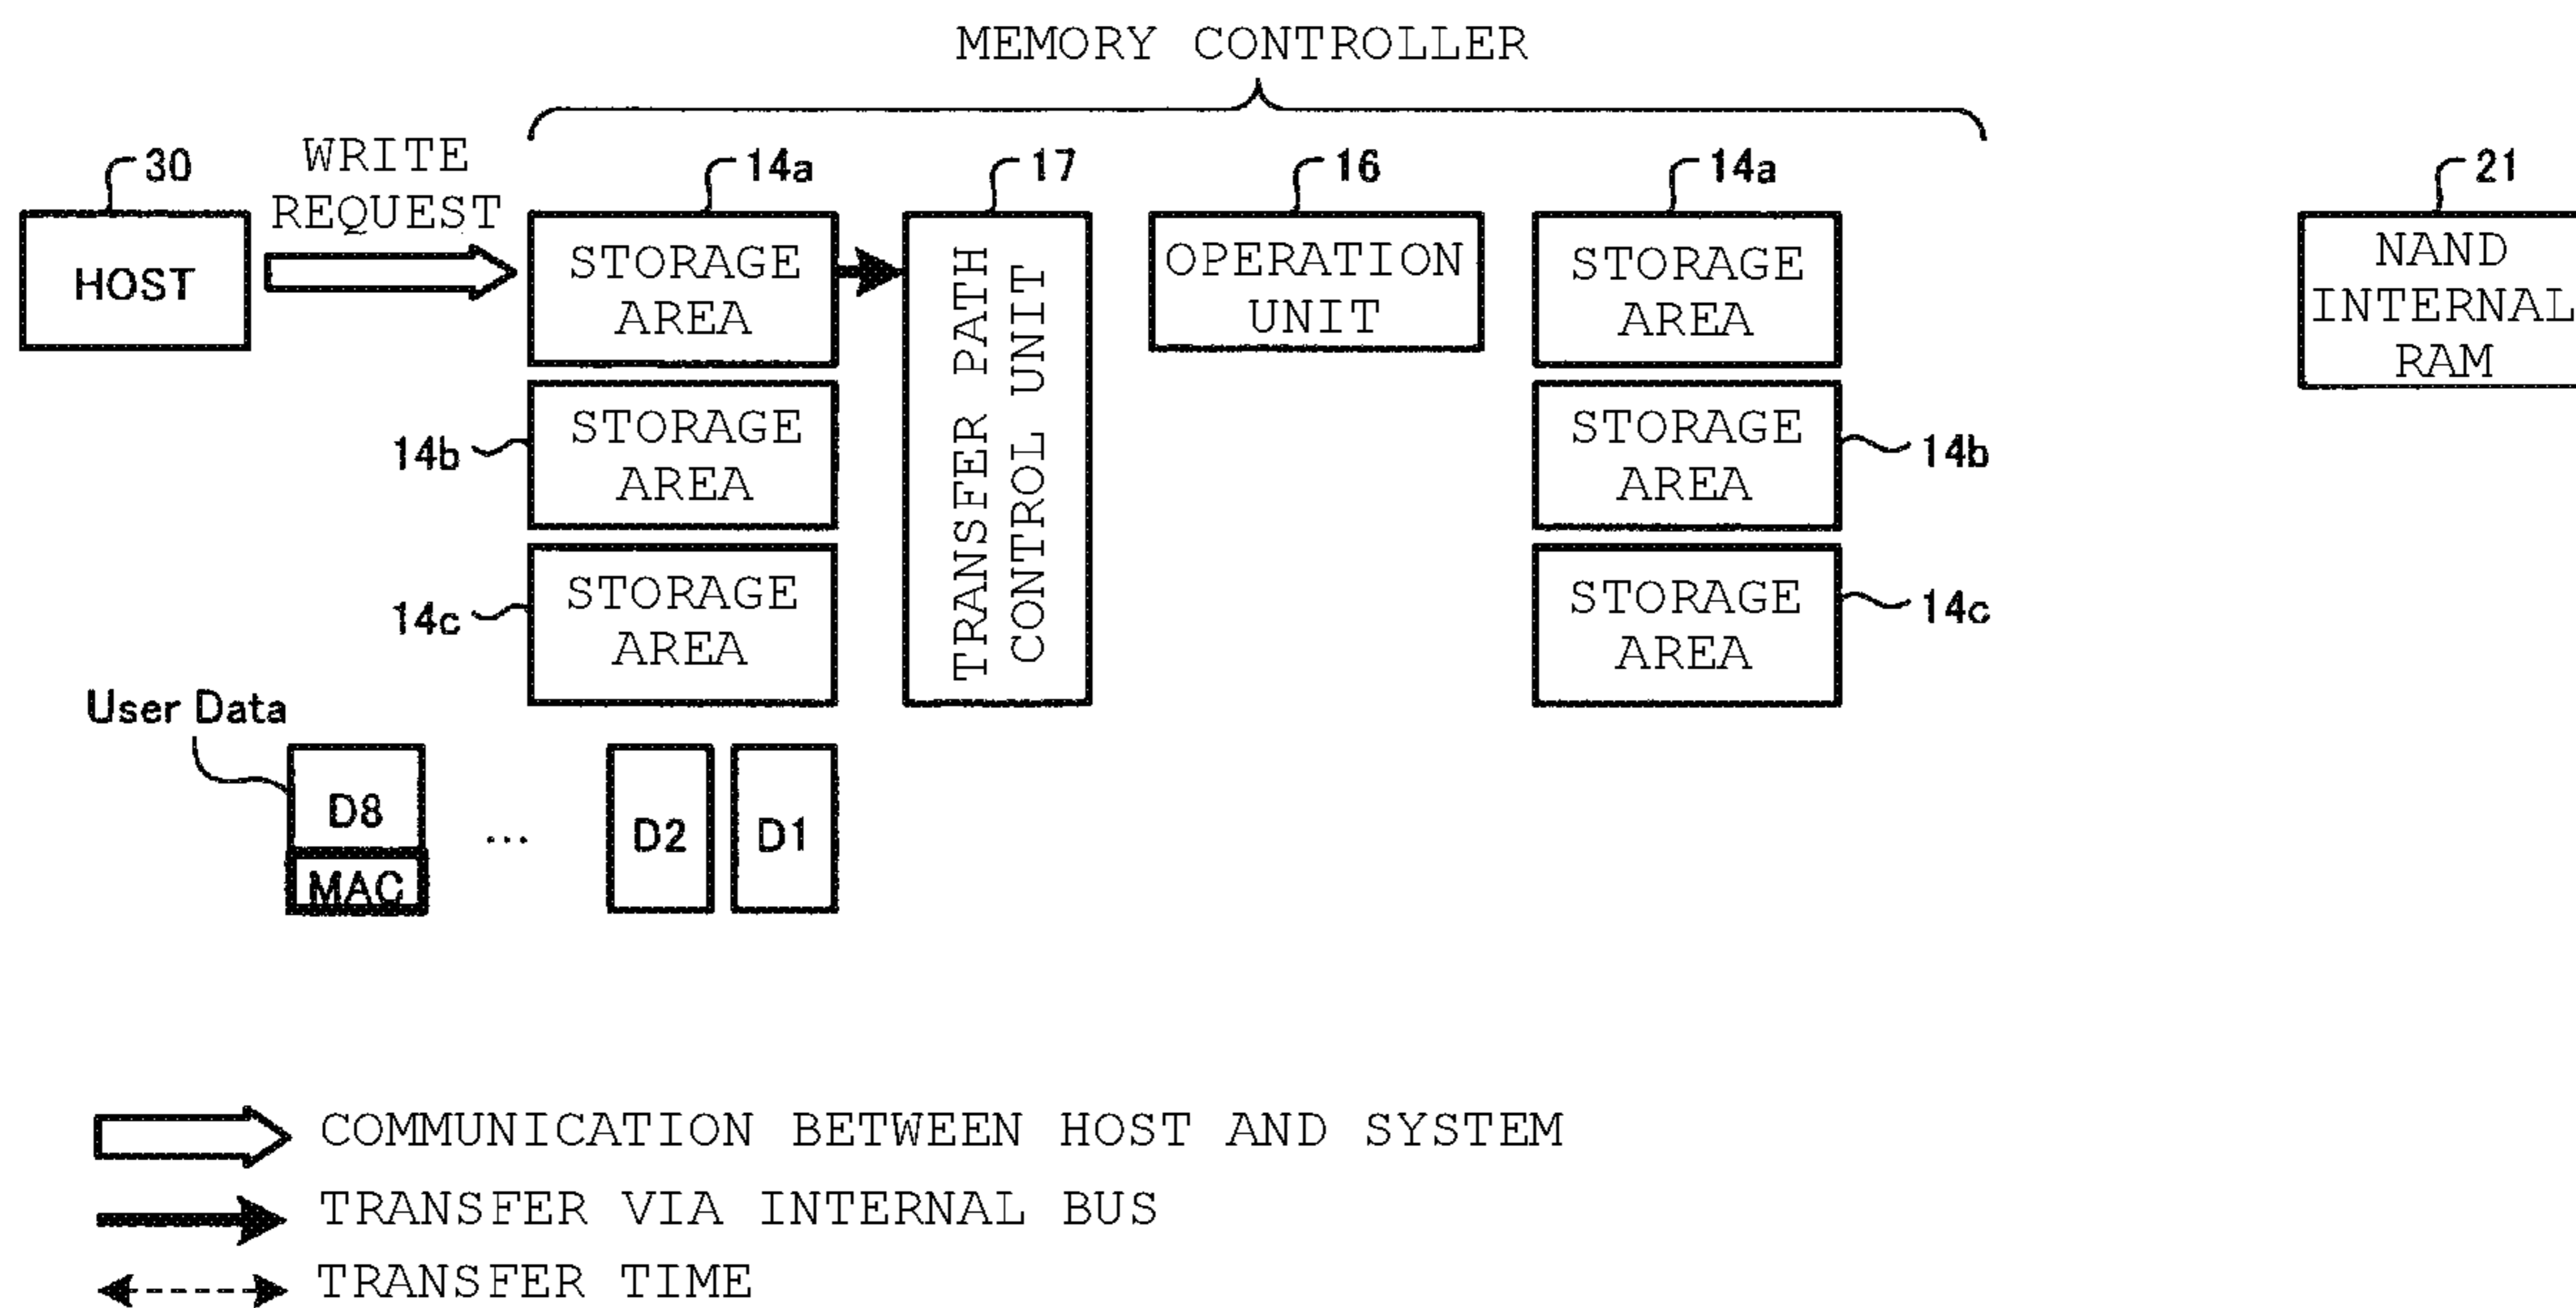 MEMORY CONTROLLER
30
WRITE
REQUEST
14a
17
16
14a
21
HOST
STORAGE
AREA
TRANSFER PATH
CONTROL UNIT
OPERATION
UNIT
STORAGE
AREA
NAND
INTERNAL
RAM
14b
STORAGE
AREA
STORAGE
AREA
14b
14c
STORAGE
AREA
STORAGE
AREA
14c
User Data
D8
MAC
...
D2
D1
COMMUNICATION BETWEEN HOST AND SYSTEM
TRANSFER VIA INTERNAL BUS
TRANSFER TIME